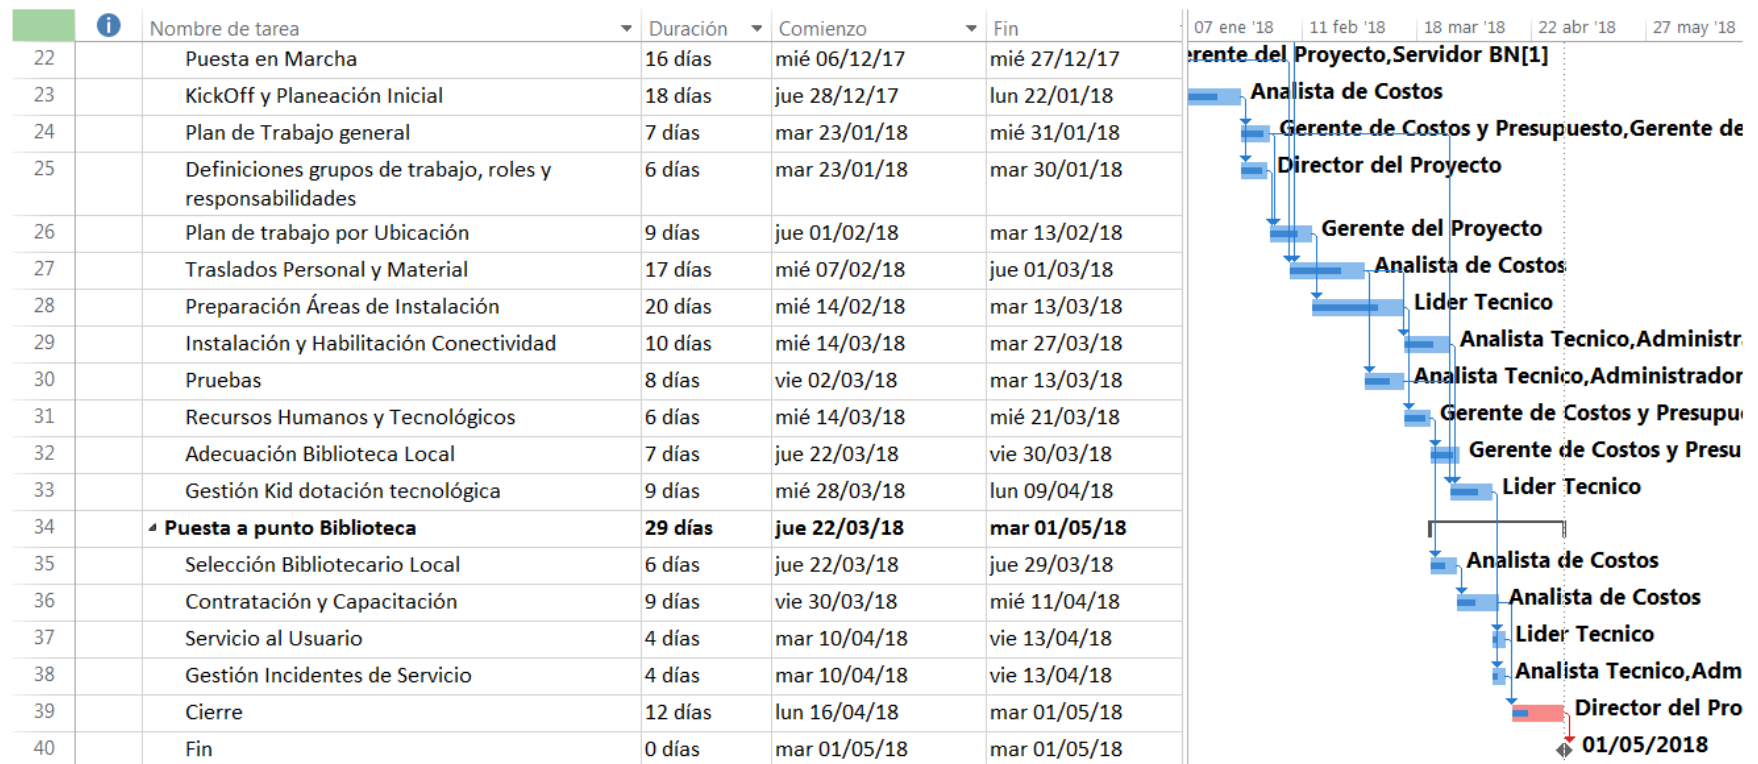 Nombre de tarea Duración Comienzo Fin 07 ene '18 11 feb '18 18 mar '18 22 abr '18 27 may '18
22 Puesta en Marcha 16 días mié 06/12/17 mié 27/12/17 erente del Proyecto,Servidor BN[1]
23 KickOff y Planeación Inicial 18 días jue 28/12/17 lun 22/01/18 Analista de Costos
24 Plan de Trabajo general 7 días mar 23/01/18 mié 31/01/18 Gerente de Costos y Presupuesto,Gerente de
25 Definiciones grupos de trabajo, roles y 6 días mar 23/01/18 mar 30/01/18 Director del Proyecto
responsabilidades
26 Plan de trabajo por Ubicación 9 días jue 01/02/18 mar 13/02/18 Gerente del Proyecto
27 Traslados Personal y Material 17 días mié 07/02/18 jue 01/03/18 Analista de Costos
28 Preparación Áreas de Instalación 20 días mié 14/02/18 mar 13/03/18 Lider Tecnico
29 Instalación y Habilitación Conectividad 10 días mié 14/03/18 mar 27/03/18 Analista Tecnico,Administr
30 Pruebas 8 días vie 02/03/18 mar 13/03/18 Analista Tecnico,Administrador
31 Recursos Humanos y Tecnológicos 6 días mié 14/03/18 mié 21/03/18 Gerente de Costos y Presupu
32 Adecuación Biblioteca Local 7 días jue 22/03/18 vie 30/03/18 Gerente de Costos y Presu
33 Gestión Kid dotación tecnológica 9 días mié 28/03/18 lun 09/04/18 Lider Tecnico
34 Puesta a punto Biblioteca 29 días jue 22/03/18 mar 01/05/18
35 Selección Bibliotecario Local 6 días jue 22/03/18 jue 29/03/18 Analista de Costos
36 Contratación y Capacitación 9 días vie 30/03/18 mié 11/04/18 Analista de Costos
37 Servicio al Usuario 4 días mar 10/04/18 vie 13/04/18 Lider Tecnico
38 Gestión Incidentes de Servicio 4 días mar 10/04/18 vie 13/04/18 Analista Tecnico,Adm
39 Cierre 12 días lun 16/04/18 mar 01/05/18 Director del Pro
40 Fin 0 días mar 01/05/18 mar 01/05/18 01/05/2018